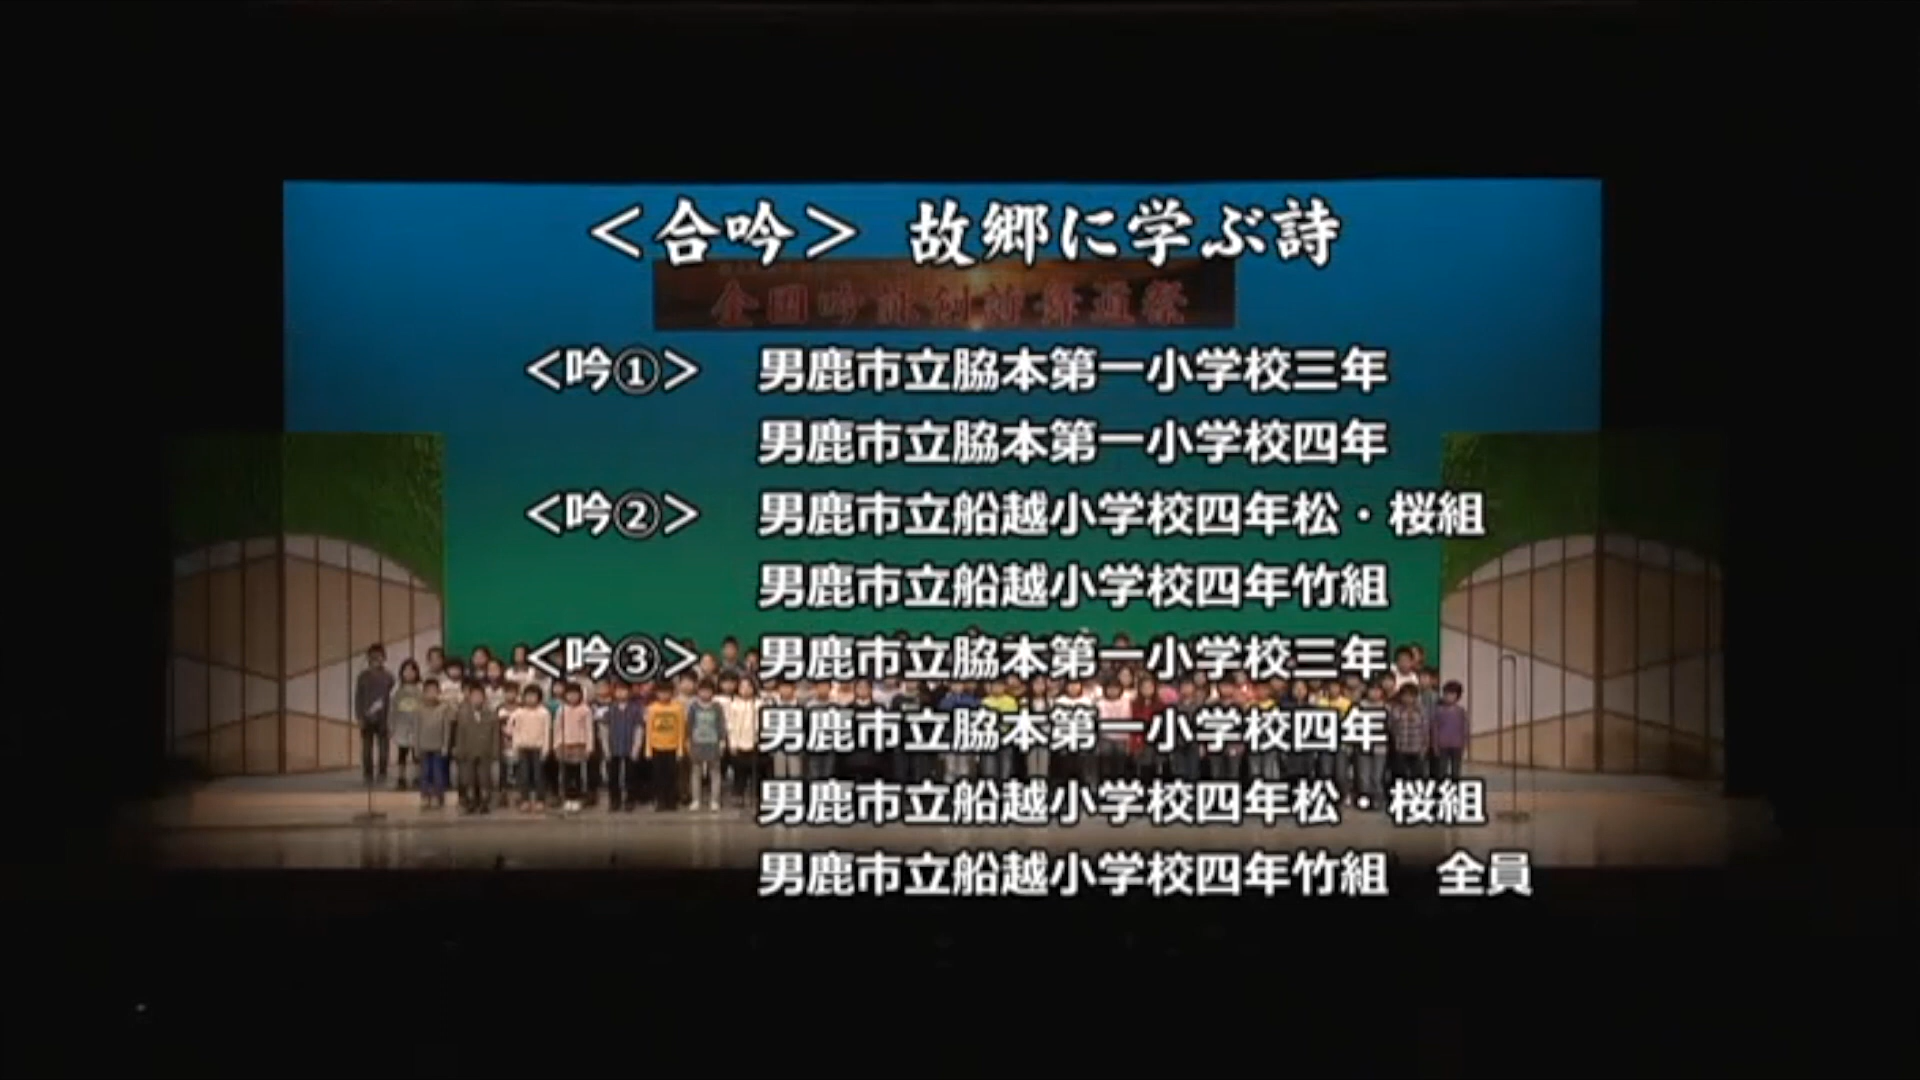 ＜合吟＞　故郷に学ぶ詩
＜吟①＞　男鹿市立脇本第一小学校三年
男鹿市立脇本第一小学校四年
＜吟②＞　男鹿市立船越小学校四年松・桜組
男鹿市立船越小学校四年竹組
＜吟③＞　男鹿市立脇本第一小学校三年
男鹿市立脇本第一小学校四年
男鹿市立船越小学校四年松・桜組
男鹿市立船越小学校四年竹組　全員